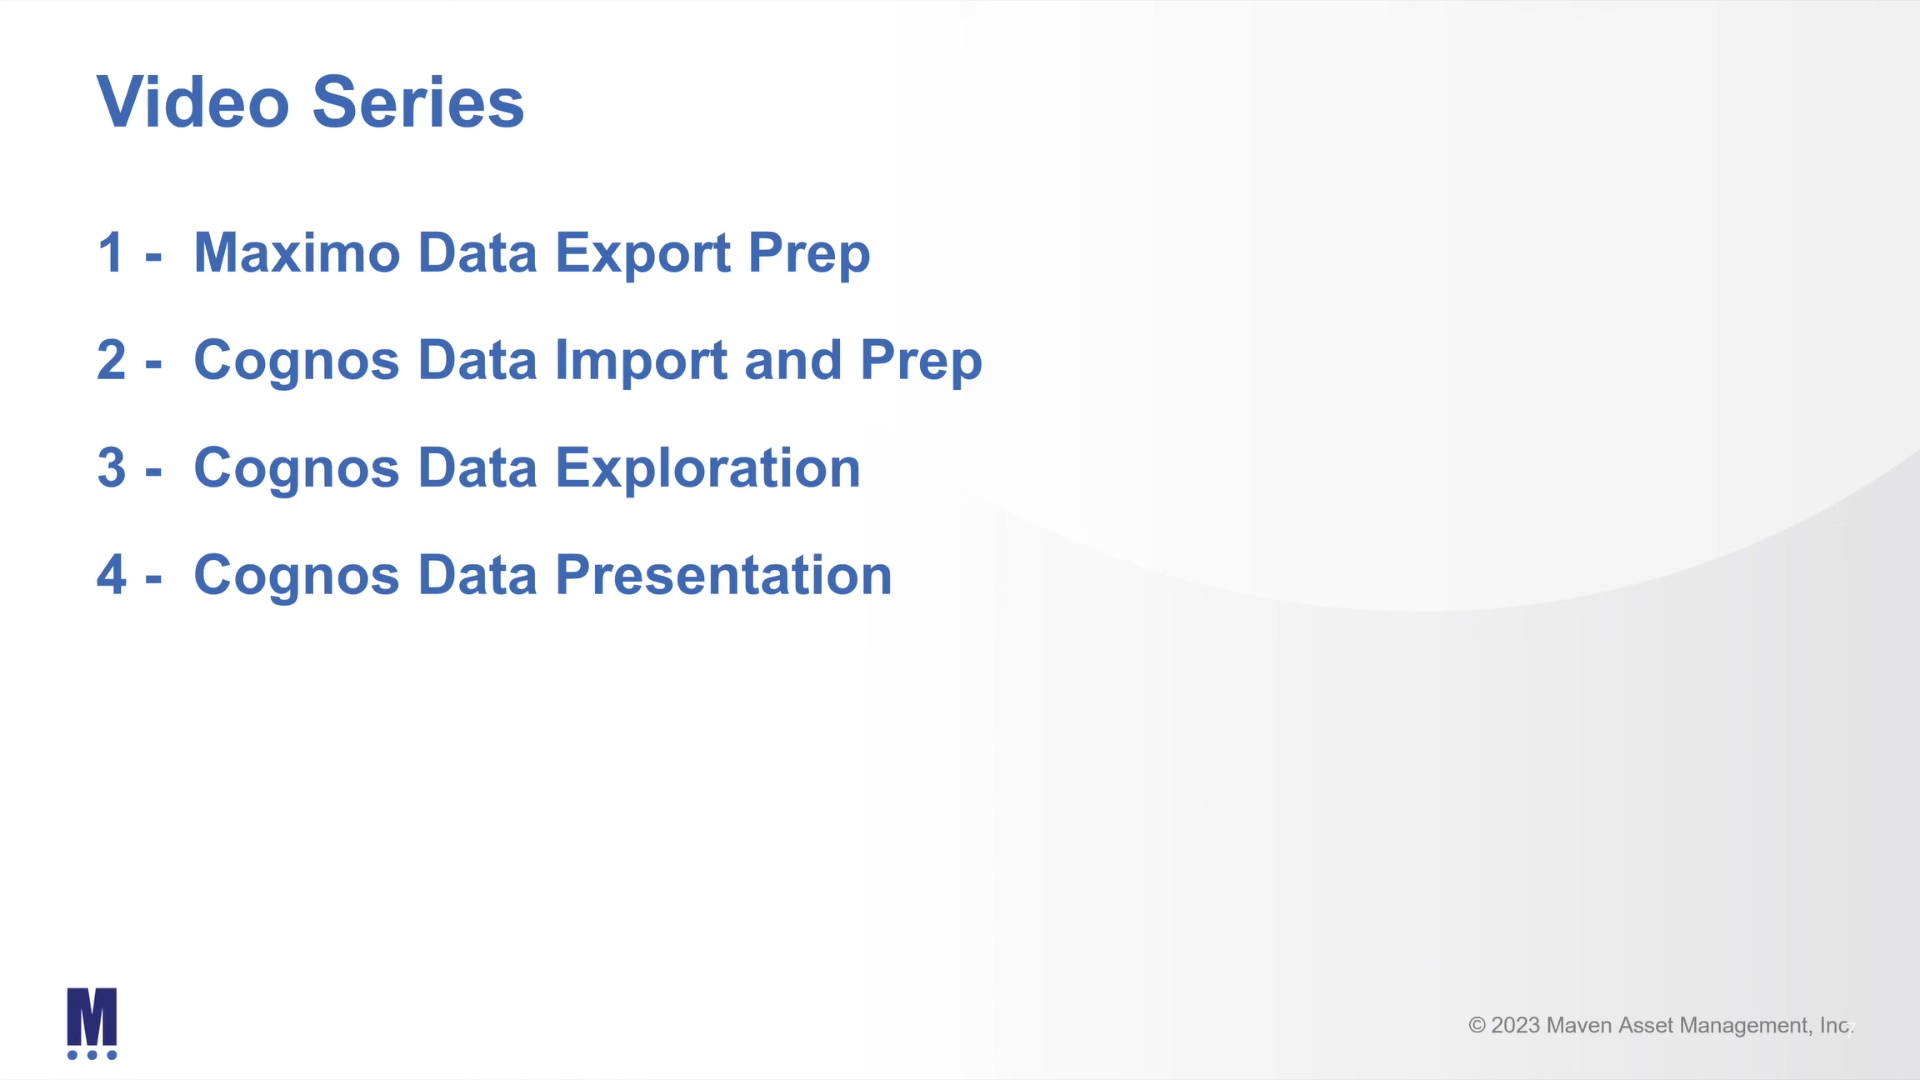 Video Series
1 - Maximo Data Export Prep
2 - Cognos Data Import and Prep
3 - Cognos Data Exploration
4 - Cognos Data Presentation
M
© 2023 Maven Asset Management, Inc.